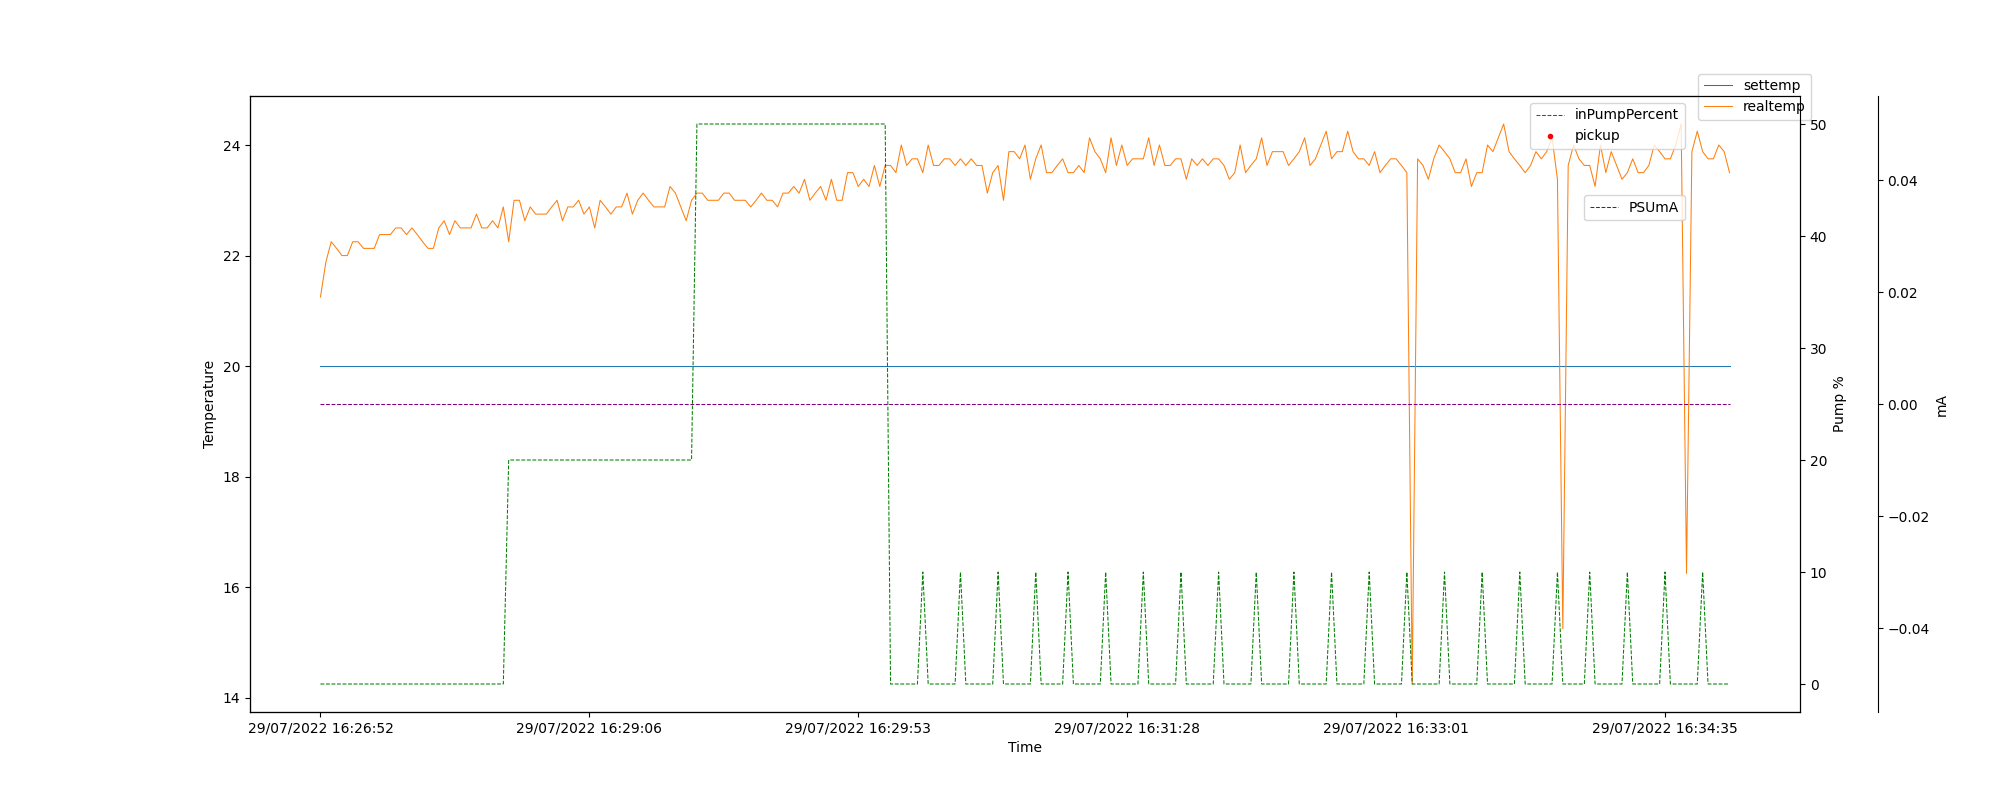 settemp
realtemp
inPumpPercent
pickup
PSUmA
24
22
20
18
16
14
Temperature
50
40
30
20
10
0
Pump %
0.04
0.02
0.00
−0.02
−0.04
mA
29/07/2022 16:26:52
29/07/2022 16:29:06
29/07/2022 16:29:53
29/07/2022 16:31:28
29/07/2022 16:33:01
29/07/2022 16:34:35
Time